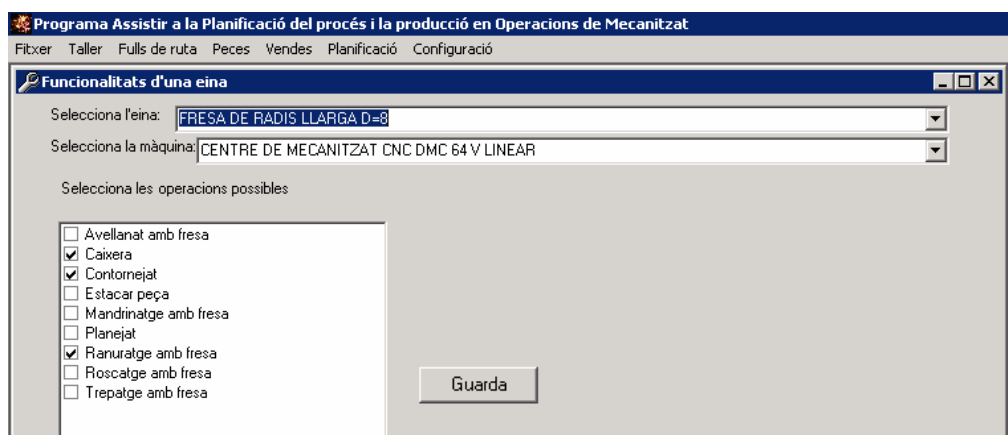 Programa Assistir a la Planificació del procés i la producció en Operacions de Mecanitzat
Fitxer Taller Fulls de ruta Peces Vendes Planificació Configuració
Funcionalitats d'una eina
Selecciona l'eina: FRESA DE RADIS LLARGA D=8
Selecciona la màquina: CENTRE DE MECANITZAT CNC DMC 64 V LINEAR
Selecciona les operacions possibles
Avellanat amb fresa
Caixera
Contornejat
Estacar peça
Mandrinatge amb fresa
Planejat
Ranuratge amb fresa
Roscatge amb fresa
Trepatge amb fresa
Guarda